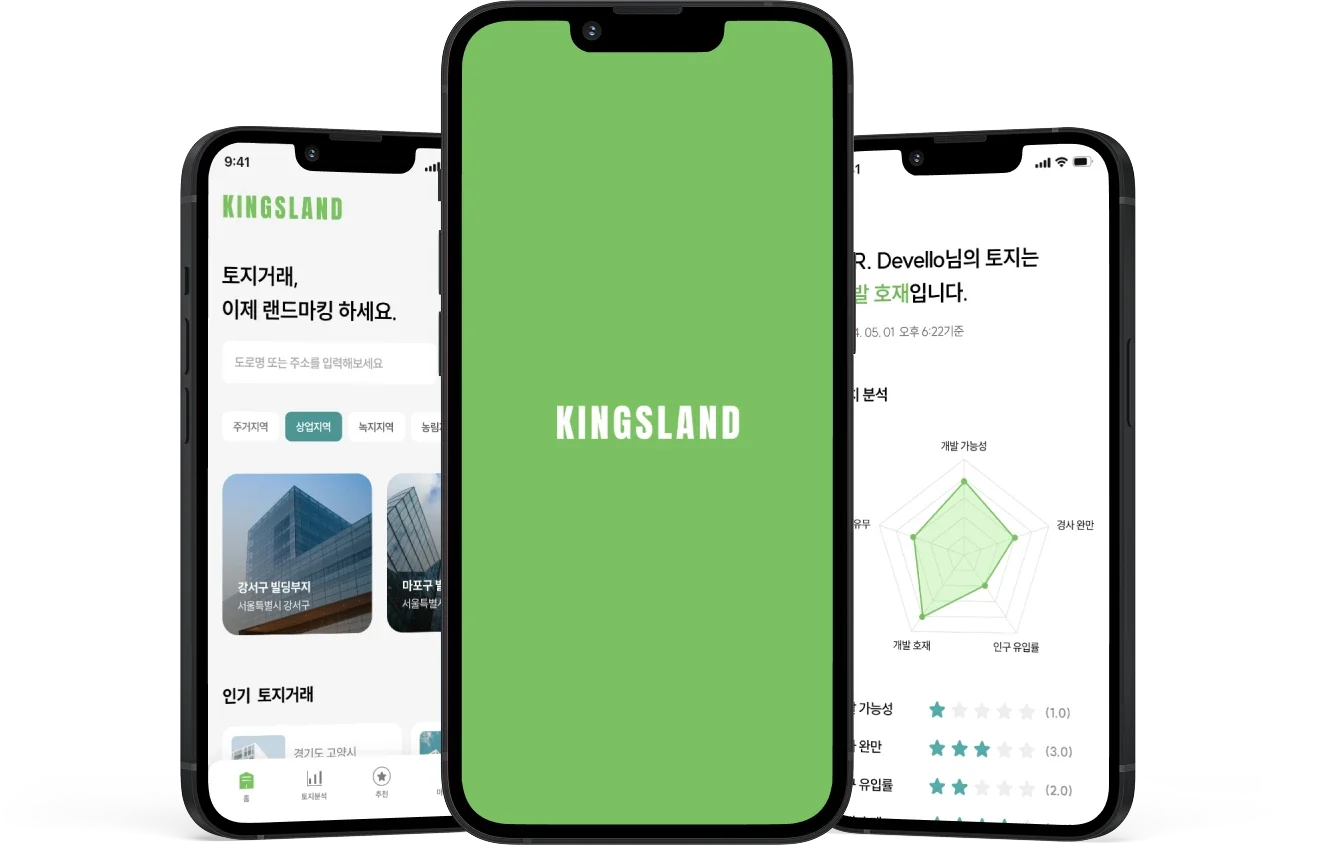 9:41
KINGSLAND
토지거래,
이제 랜드마킹 하세요.
도로명 또는 주소를 입력해보세요
주거지역
상업지역
녹지지역
농림
강서구 빌딩부지
서울특별시 강서구
마포구
서울특별
인기 토지거래
경기도 고양시
홈
토지분석
추천
KINGSLAND
R. Devello님의 토지는
발 호재입니다.
4. 05. 01 오후 6:22기준
분석
개발 가능성
유무
경사 완만
개발 호재
인구 유입률
가능성
(1.0)
완만
(3.0)
유입률
(2.0)